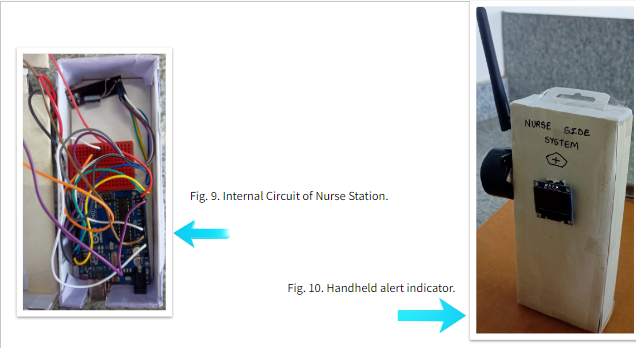 NURSE SIDE
SYSTEM
Fig. 9. Internal Circuit of Nurse Station.
Fig. 10. Handheld alert indicator.